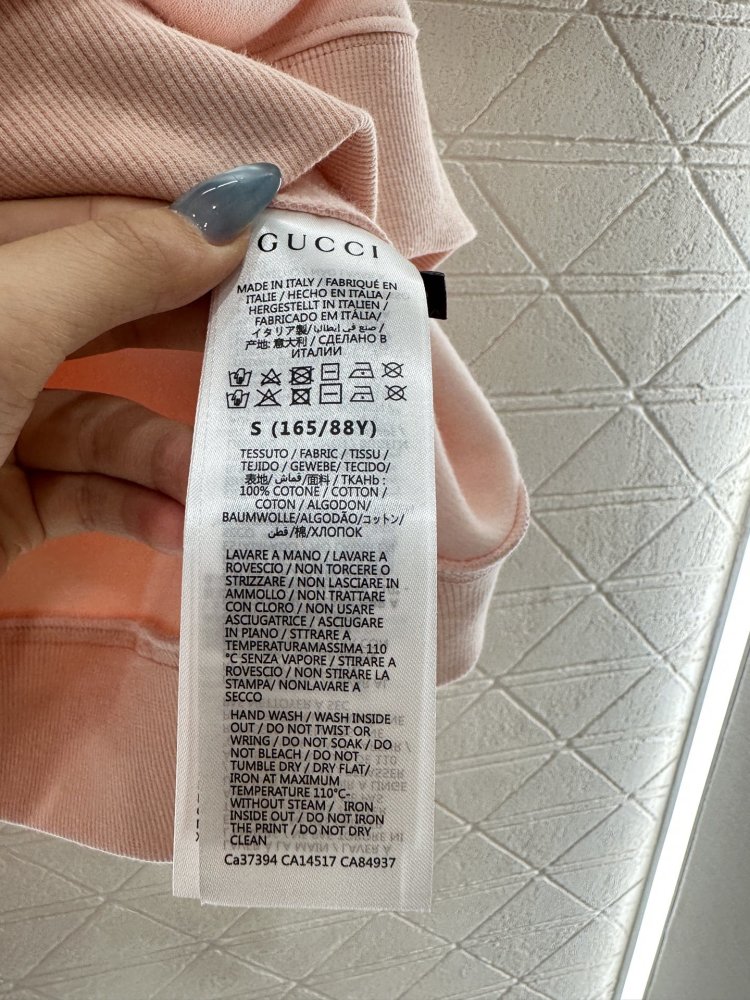 GUCCI
MADE IN ITALY / FABRIQUÉ EN
ITALIE / HECHO EN ITALIA /
HERGESTELLT IN ITALIEN /
FABRICADO EM ITÁLIA/
イタリア製/ صنع في إيطاليا /
产地: 意大利 / СДЕЛАНО В
ИТАЛИИ
S (165/88Y)
TESSUTO / FABRIC / TISSU /
TEJIDO / GEWEBE/ TECIDO/
表地/ قماش /面料 / ТКАНЬ :
100% COTONE / COTTON /
COTON / ALGODON/
BAUMWOLLE/ALGODÃO/コットン/
قطن/棉/ХЛОПОК
LAVARE A MANO / LAVARE A
ROVESCIO / NON TORCERE O
STRIZZARE / NON LASCIARE IN
AMMOLLO / NON TRATTARE
CON CLORO / NON USARE
ASCIUGATRICE / ASCIUGARE
IN PIANO / STTRARE A
TEMPERATURAMASSIMA 110
°C SENZA VAPORE / STIRARE A
ROVESCIO / NON STIRARE LA
STAMPA/ NONLAVARE A
SECCO
HAND WASH / WASH INSIDE
OUT / DO NOT TWIST OR
WRING / DO NOT SOAK / DO
NOT BLEACH / DO NOT
TUMBLE DRY / DRY FLAT/
IRON AT MAXIMUM
TEMPERATURE 110°C-
WITHOUT STEAM / IRON
INSIDE OUT / DO NOT IRON
THE PRINT / DO NOT DRY
CLEAN
Ca37394 CA14517 CA84937